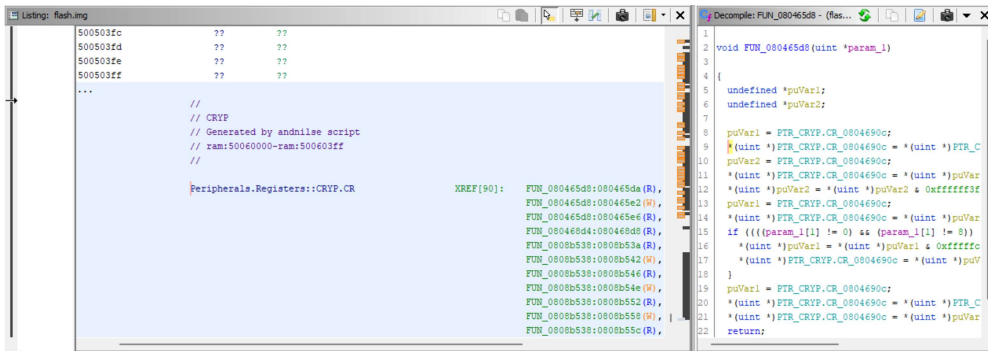 Listing: flash.img
500503fc ?? ??
500503fd ?? ??
500503fe ?? ??
500503ff ?? ??
...
//
// CRYP
// Generated by andnilse script
// ram:50060000-ram:500603ff
//
Peripherals.Registers::CRYP.CR XREF[90]: FUN_080465d8:080465da(R),
FUN_080465d8:080465e2(W),
FUN_080465d8:080465e6(R),
FUN_080468d4:080468d8(R),
FUN_0808b538:0808b53a(R),
FUN_0808b538:0808b542(W),
FUN_0808b538:0808b546(R),
FUN_0808b538:0808b54e(W),
FUN_0808b538:0808b552(R),
FUN_0808b538:0808b558(W),
FUN_0808b538:0808b55c(R),
Decompile: FUN_080465d8 - (flas...
1
2 void FUN_080465d8(uint *param_1)
3
4 {
5 undefined *puVar1;
6 undefined *puVar2;
7
8 puVar1 = PTR_CRYP.CR_0804690c;
9 *(uint *)PTR_CRYP.CR_0804690c = *(uint *)PTR_C
10 puVar2 = PTR_CRYP.CR_0804690c;
11 *(uint *)PTR_CRYP.CR_0804690c = *(uint *)puVar
12 *(uint *)puVar2 = *(uint *)puVar2 & 0xffffff3f
13 puVar1 = PTR_CRYP.CR_0804690c;
14 *(uint *)PTR_CRYP.CR_0804690c = *(uint *)puVar
15 if ((((param_1[1] != 0) && (param_1[1] != 8))
16 *(uint *)puVar1 = *(uint *)puVar1 & 0xfffffc
17 *(uint *)PTR_CRYP.CR_0804690c = *(uint *)puV
18 }
19 puVar1 = PTR_CRYP.CR_0804690c;
20 *(uint *)PTR_CRYP.CR_0804690c = *(uint *)PTR_C
21 *(uint *)PTR_CRYP.CR_0804690c = *(uint *)puVar
22 return;